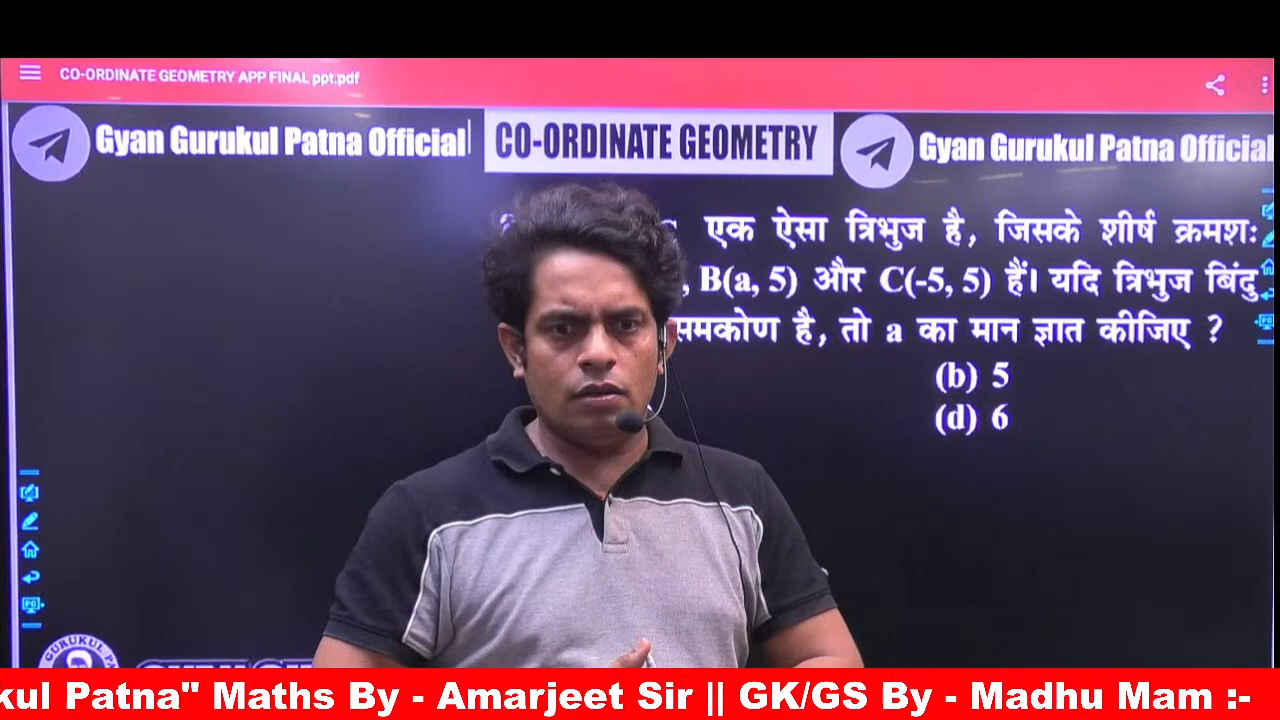 CO-ORDINATE GEOMETRY APP FINAL ppt.pdf
Gyan Gurukul Patna Official
CO-ORDINATE GEOMETRY
Gyan Gurukul Patna Official
एक ऐसा त्रिभुज है, जिसके शीर्ष क्रमशः
, B(a, 5) और C(-5, 5) हैं। यदि त्रिभुज बिंदु
समकोण है, तो a का मान ज्ञात कीजिए ?
(b) 5
(d) 6
kul Patna" Maths By - Amarjeet Sir || GK/GS By - Madhu Mam :-